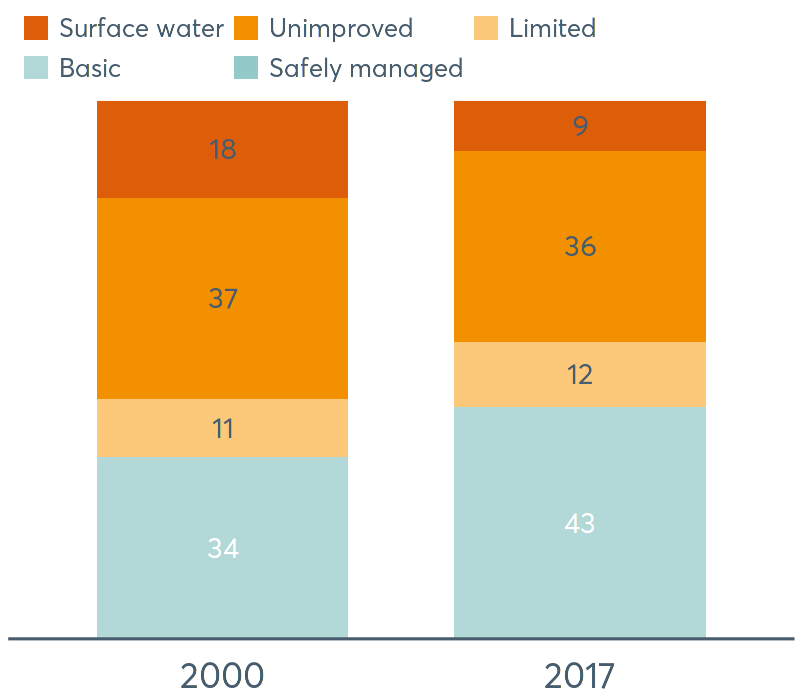 Surface water Unimproved Limited
Basic Safely managed
18 9
37 36
11 12
34 43
2000 2017